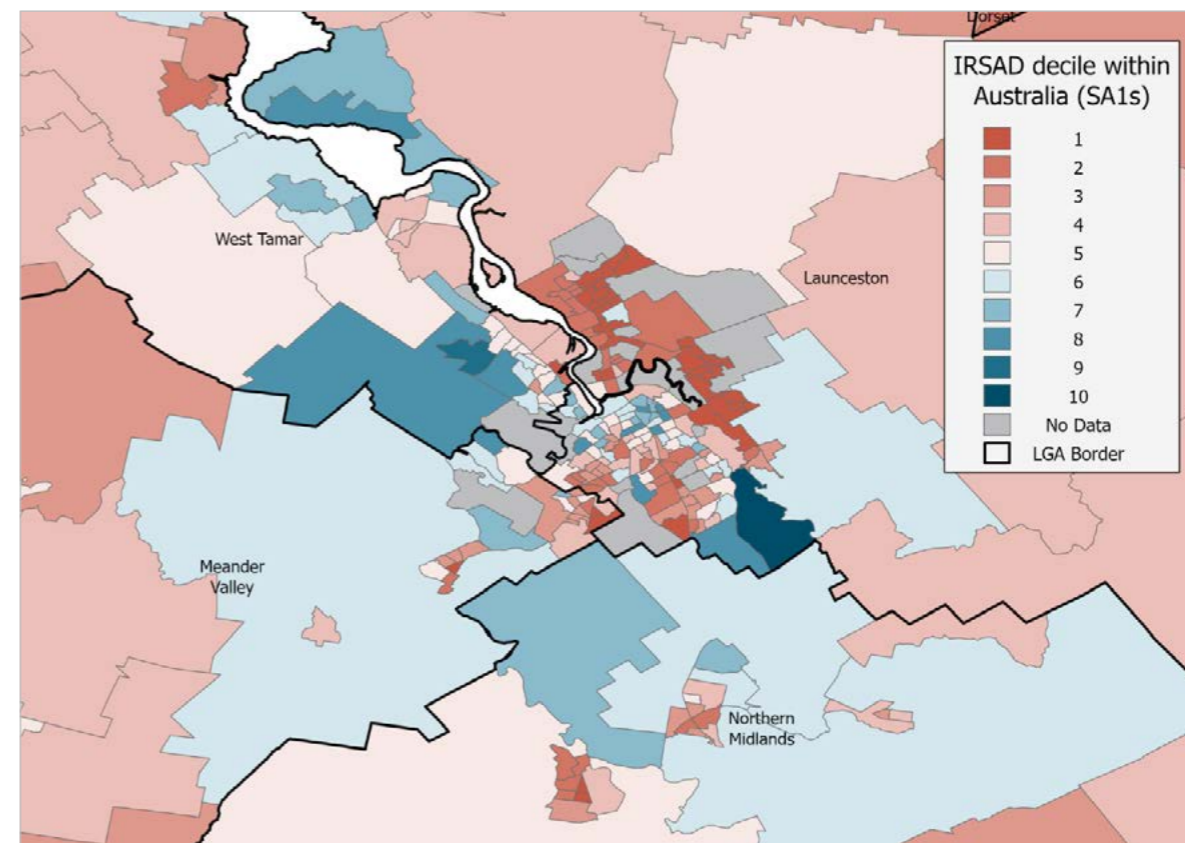 Dorset
IRSAD decile within
Australia (SA1s)
1
2
3
4
5
6
7
8
9
10
No Data
LGA Border
West Tamar
Launceston
Meander
Valley
Northern
Midlands